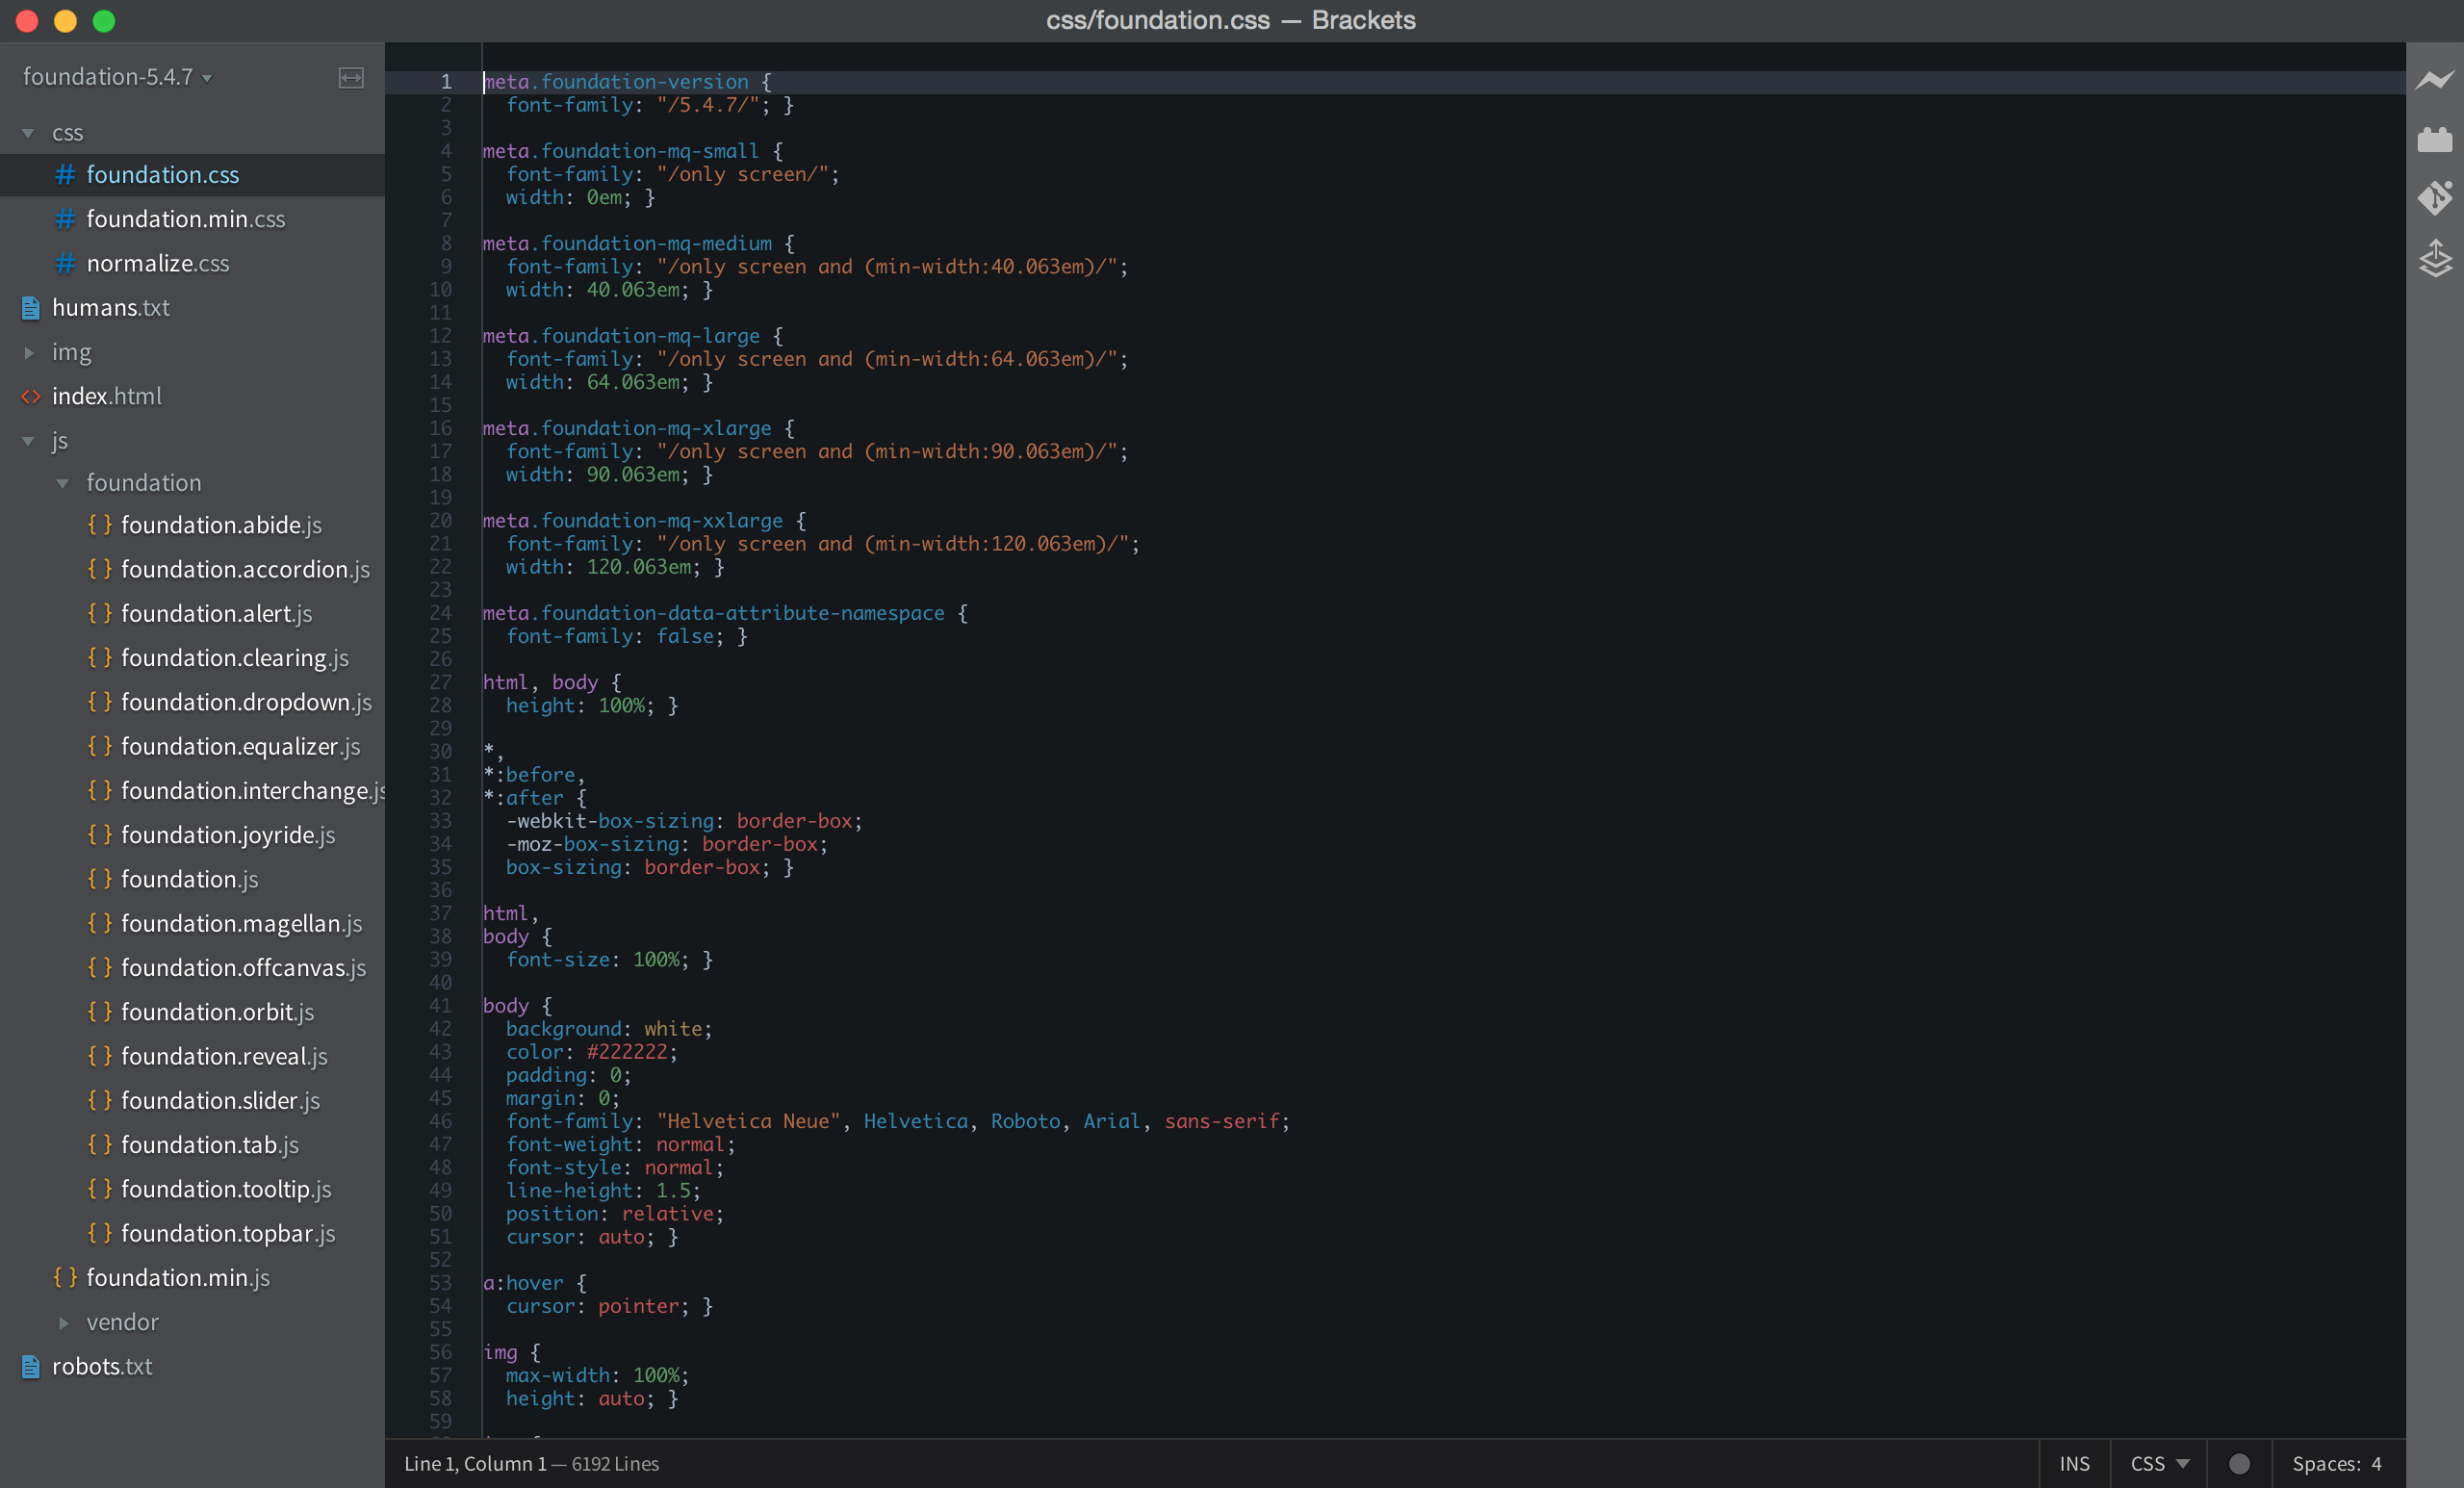 css/foundation.css — Brackets
foundation-5.4.7
css
foundation.css
foundation.min.css
normalize.css
humans.txt
img
index.html
js
foundation
foundation.abide.js
foundation.accordion.js
foundation.alert.js
foundation.clearing.js
foundation.dropdown.js
foundation.equalizer.js
foundation.interchange.js
foundation.joyride.js
foundation.js
foundation.magellan.js
foundation.offcanvas.js
foundation.orbit.js
foundation.reveal.js
foundation.slider.js
foundation.tab.js
foundation.tooltip.js
foundation.topbar.js
foundation.min.js
vendor
robots.txt
1 meta.foundation-version {
2 font-family: "/5.4.7/"; }
3
4 meta.foundation-mq-small {
5 font-family: "/only screen/";
6 width: 0em; }
7
8 meta.foundation-mq-medium {
9 font-family: "/only screen and (min-width:40.063em)/";
10 width: 40.063em; }
11
12 meta.foundation-mq-large {
13 font-family: "/only screen and (min-width:64.063em)/";
14 width: 64.063em; }
15
16 meta.foundation-mq-xlarge {
17 font-family: "/only screen and (min-width:90.063em)/";
18 width: 90.063em; }
19
20 meta.foundation-mq-xxlarge {
21 font-family: "/only screen and (min-width:120.063em)/";
22 width: 120.063em; }
23
24 meta.foundation-data-attribute-namespace {
25 font-family: false; }
26
27 html, body {
28 height: 100%; }
29
30 *,
31 *:before,
32 *:after {
33 -webkit-box-sizing: border-box;
34 -moz-box-sizing: border-box;
35 box-sizing: border-box; }
36
37 html,
38 body {
39 font-size: 100%; }
40
41 body {
42 background: white;
43 color: #222222;
44 padding: 0;
45 margin: 0;
46 font-family: "Helvetica Neue", Helvetica, Roboto, Arial, sans-serif;
47 font-weight: normal;
48 font-style: normal;
49 line-height: 1.5;
50 position: relative;
51 cursor: auto; }
52
53 a:hover {
54 cursor: pointer; }
55
56 img {
57 max-width: 100%;
58 height: auto; }
59
Line 1, Column 1 — 6192 Lines
INS
CSS
Spaces: 4